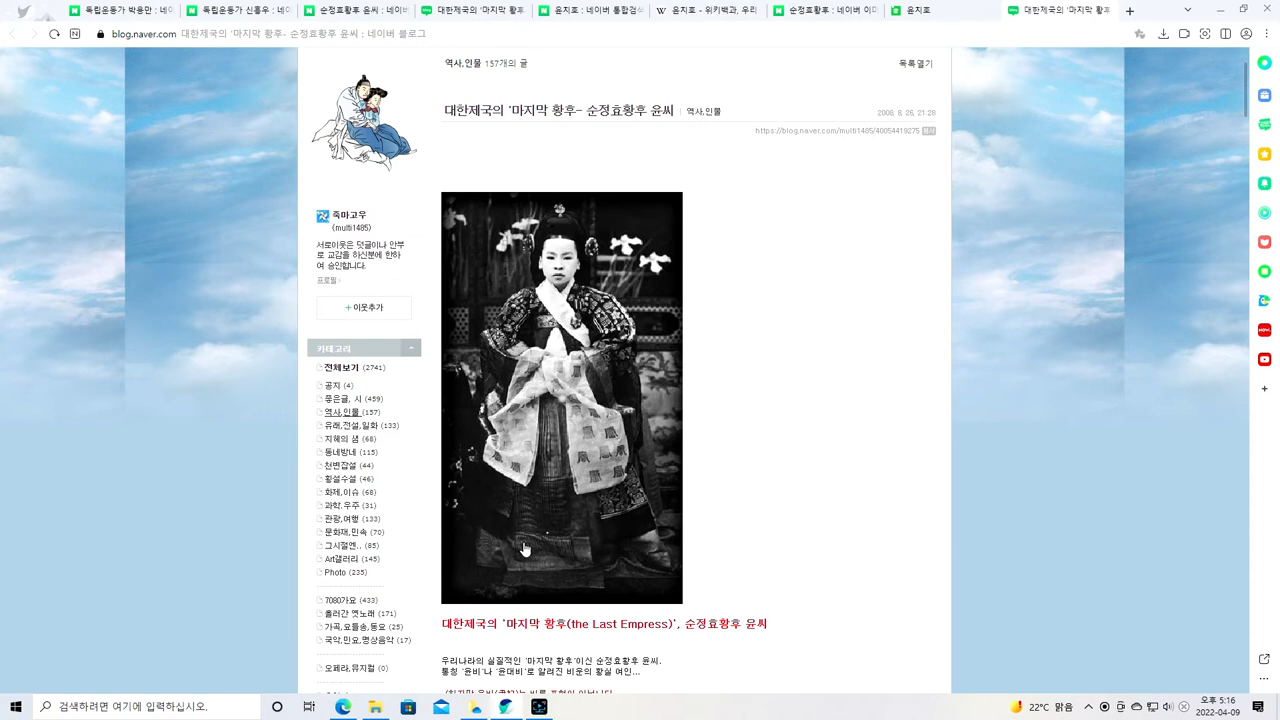 독립운동가 박용만 : 네이
독립운동가 신흥우 : 네이
순정효황후 윤씨 : 네이버
대한제국의 '마지막 황후
윤치호 : 네이버 통합검색
윤치호 - 위키백과, 우리
순정효황후 : 네이버 이미
윤치호
대한제국의 '마지막 황후
blog.naver.com 대한제국의 '마지막 황후- 순정효황후 윤씨 : 네이버 블로그
역사,인물 157개의 글
목록열기
대한제국의 '마지막 황후- 순정효황후 윤씨 | 역사,인물
2008. 8. 26. 21:28
https://blog.naver.com/multi1485/40054419275 복사
죽마고우
(multi1485)
서로이웃은 덧글이나 안부
로 교감을 하신분에 한하
여 승인합니다.
프로필 ›
+ 이웃추가
카테고리
전체보기 (2741)
공지 (4)
좋은글, 시 (459)
역사,인물 (157)
유래,전설,일화 (133)
지혜의 샘 (68)
동네방네 (115)
천변잡설 (44)
횡설수설 (46)
화제,이슈 (68)
과학,우주 (31)
관광,여행 (133)
문화재,민속 (70)
그시절엔.. (85)
Art갤러리 (145)
Photo (235)
7080가요 (433)
흘러간 옛노래 (171)
가곡,요들송,동요 (25)
국악,민요,명상음악 (17)
오페라,뮤지컬 (0)
대한제국의 '마지막 황후(the Last Empress)', 순정효황후 윤씨
우리나라의 실질적인 '마지막 황후'이신 순정효황후 윤씨.
통칭 '윤비'나 '윤대비'로 알려진 비운의 황실 여인...
검색하려면 여기에 입력하십시오.
22°C 맑음
오후 5:16
2022-04-09